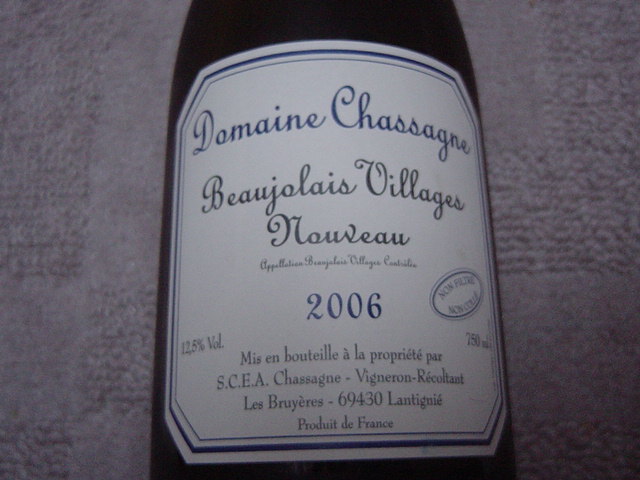 Domaine Chassagne
Beaujolais Villages
Nouveau
Appellation Beaujolais Villages Contrôlée
2006
NON FILTRÉ
NON COLLÉ
12,5% Vol.
750 ml
Mis en bouteille à la propriété par
S.C.E.A. Chassagne - Vigneron-Récoltant
Les Bruyères - 69430 Lantignié
Produit de France